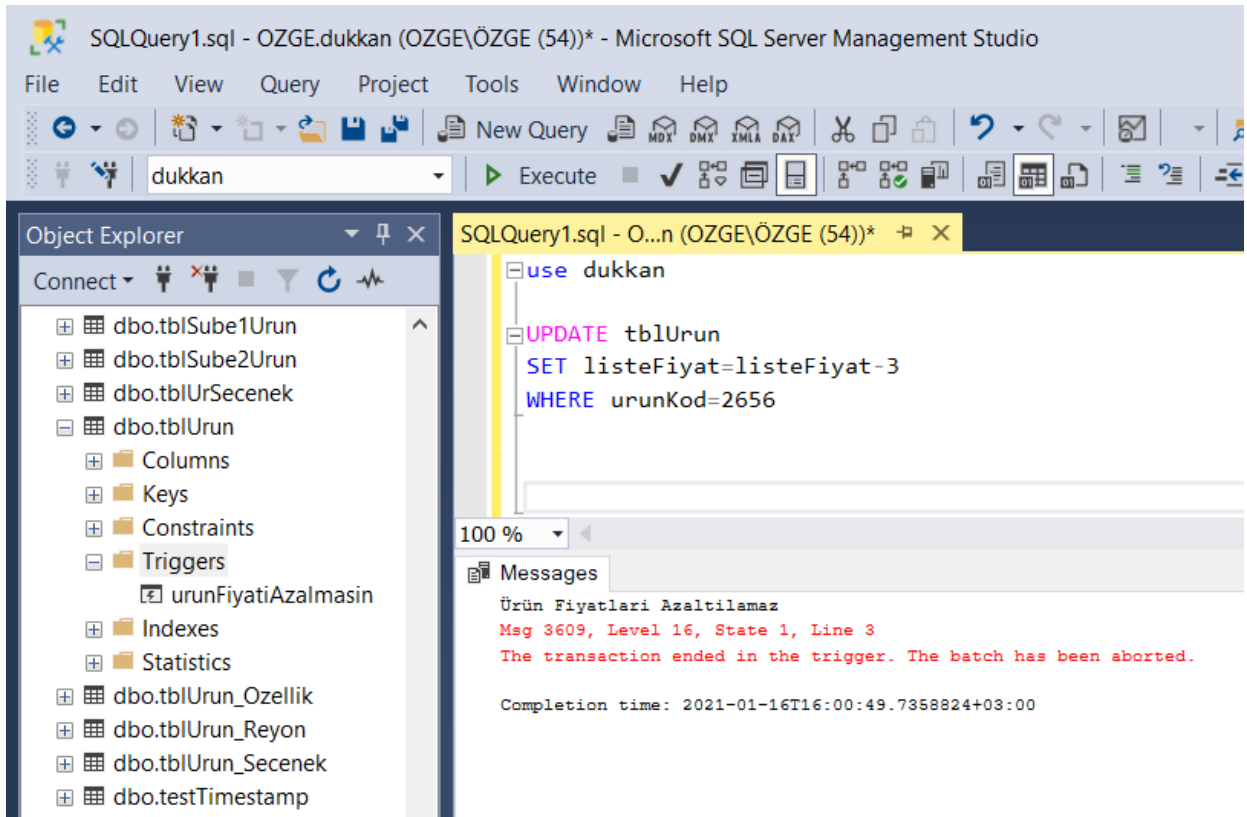 SQLQuery1.sql - OZGE.dukkan (OZGE\ÖZGE (54))* - Microsoft SQL Server Management Studio
File Edit View Query Project Tools Window Help
New Query MDX DMX XMLA DAX
dukkan Execute
Object Explorer
Connect
dbo.tblSube1Urun
dbo.tblSube2Urun
dbo.tblUrSecenek
dbo.tblUrun
Columns
Keys
Constraints
Triggers
urunFiyatiAzalmasin
Indexes
Statistics
dbo.tblUrun_Ozellik
dbo.tblUrun_Reyon
dbo.tblUrun_Secenek
dbo.testTimestamp
SQLQuery1.sql - O...n (OZGE\ÖZGE (54))*
use dukkan
UPDATE tblUrun
SET listeFiyat=listeFiyat-3
WHERE urunKod=2656
100 %
Messages
Ürün Fiyatlari Azaltilamaz
Msg 3609, Level 16, State 1, Line 3
The transaction ended in the trigger. The batch has been aborted.
Completion time: 2021-01-16T16:00:49.7358824+03:00